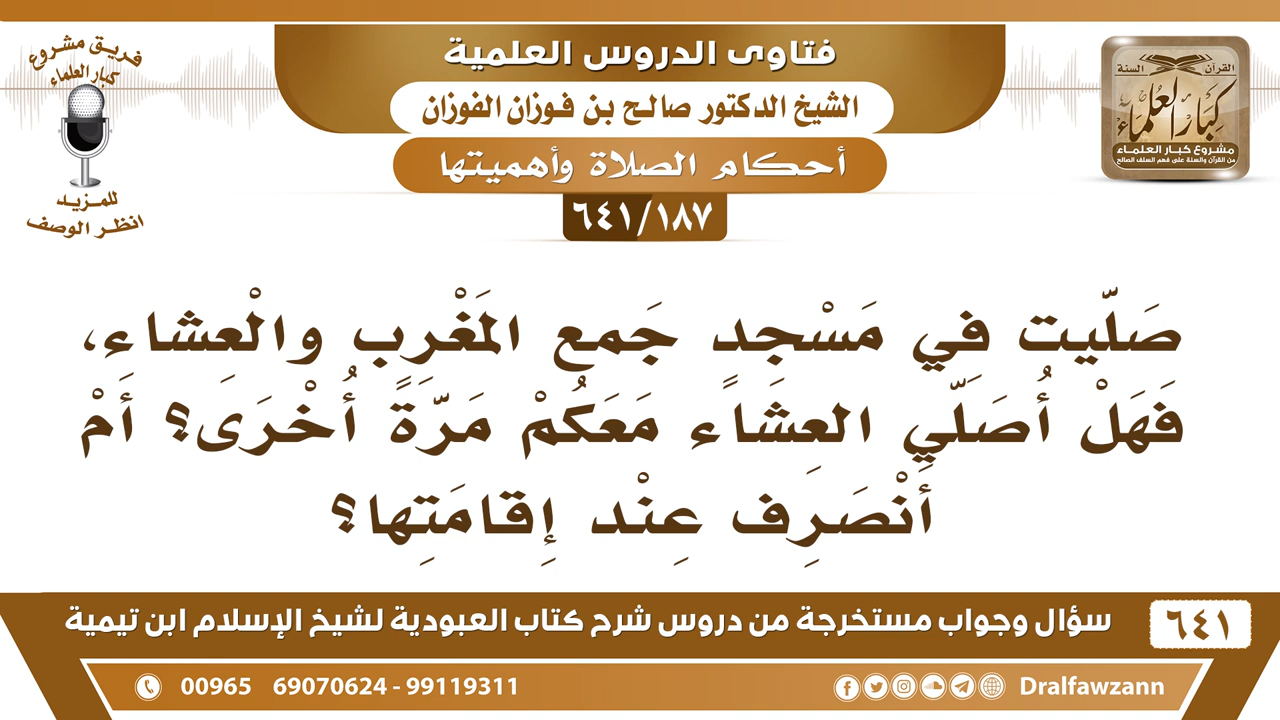 فريق مشروع
كبار العلماء
للمزيد
انظر الوصف
فتاوى الدروس العلمية
الشيخ الدكتور صالح بن فوزان الفوزان
أحكام الصلاة وأهميتها
٦٤١/١٨٧
القرآن السنة
كبار العلماء
مشروع كبار العلماء
من القرآن والسنة على فهم السلف الصالح
صَلَّيت في مَسْجِد جَمع المَغْرَب والْعشاءِ،
فَهَلْ أُصَلِّي العشَاءَ مَعَكُمْ مَرّةً أُخْرَى؟ أَمْ
أَنْصَرِف عِنْد إِقامَتِها؟
سؤال وجواب مستخرجة من دروس شرح كتاب العبودية لشيخ الإسلام ابن تيمية
٦٤١
00965 69070624 - 99119311
Dralfawzann